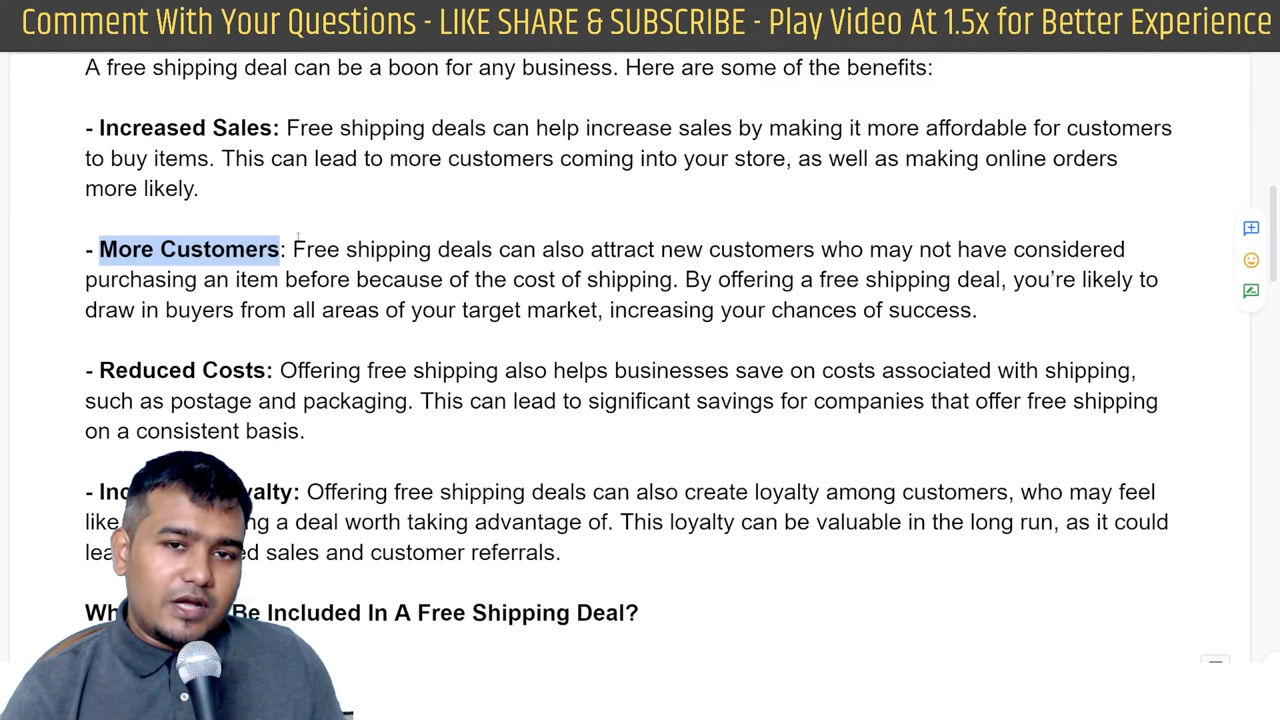 Comment With Your Questions - LIKE SHARE & SUBSCRIBE - Play Video At 1.5x for Better Experience
A free shipping deal can be a boon for any business. Here are some of the benefits:
- Increased Sales: Free shipping deals can help increase sales by making it more affordable for customers
to buy items. This can lead to more customers coming into your store, as well as making online orders
more likely.
- More Customers: Free shipping deals can also attract new customers who may not have considered
purchasing an item before because of the cost of shipping. By offering a free shipping deal, you're likely to
draw in buyers from all areas of your target market, increasing your chances of success.
- Reduced Costs: Offering free shipping also helps businesses save on costs associated with shipping,
such as postage and packaging. This can lead to significant savings for companies that offer free shipping
on a consistent basis.
- Offering free shipping deals can also create loyalty among customers, who may feel
a deal worth taking advantage of. This loyalty can be valuable in the long run, as it could
sales and customer referrals.
Be Included In A Free Shipping Deal?